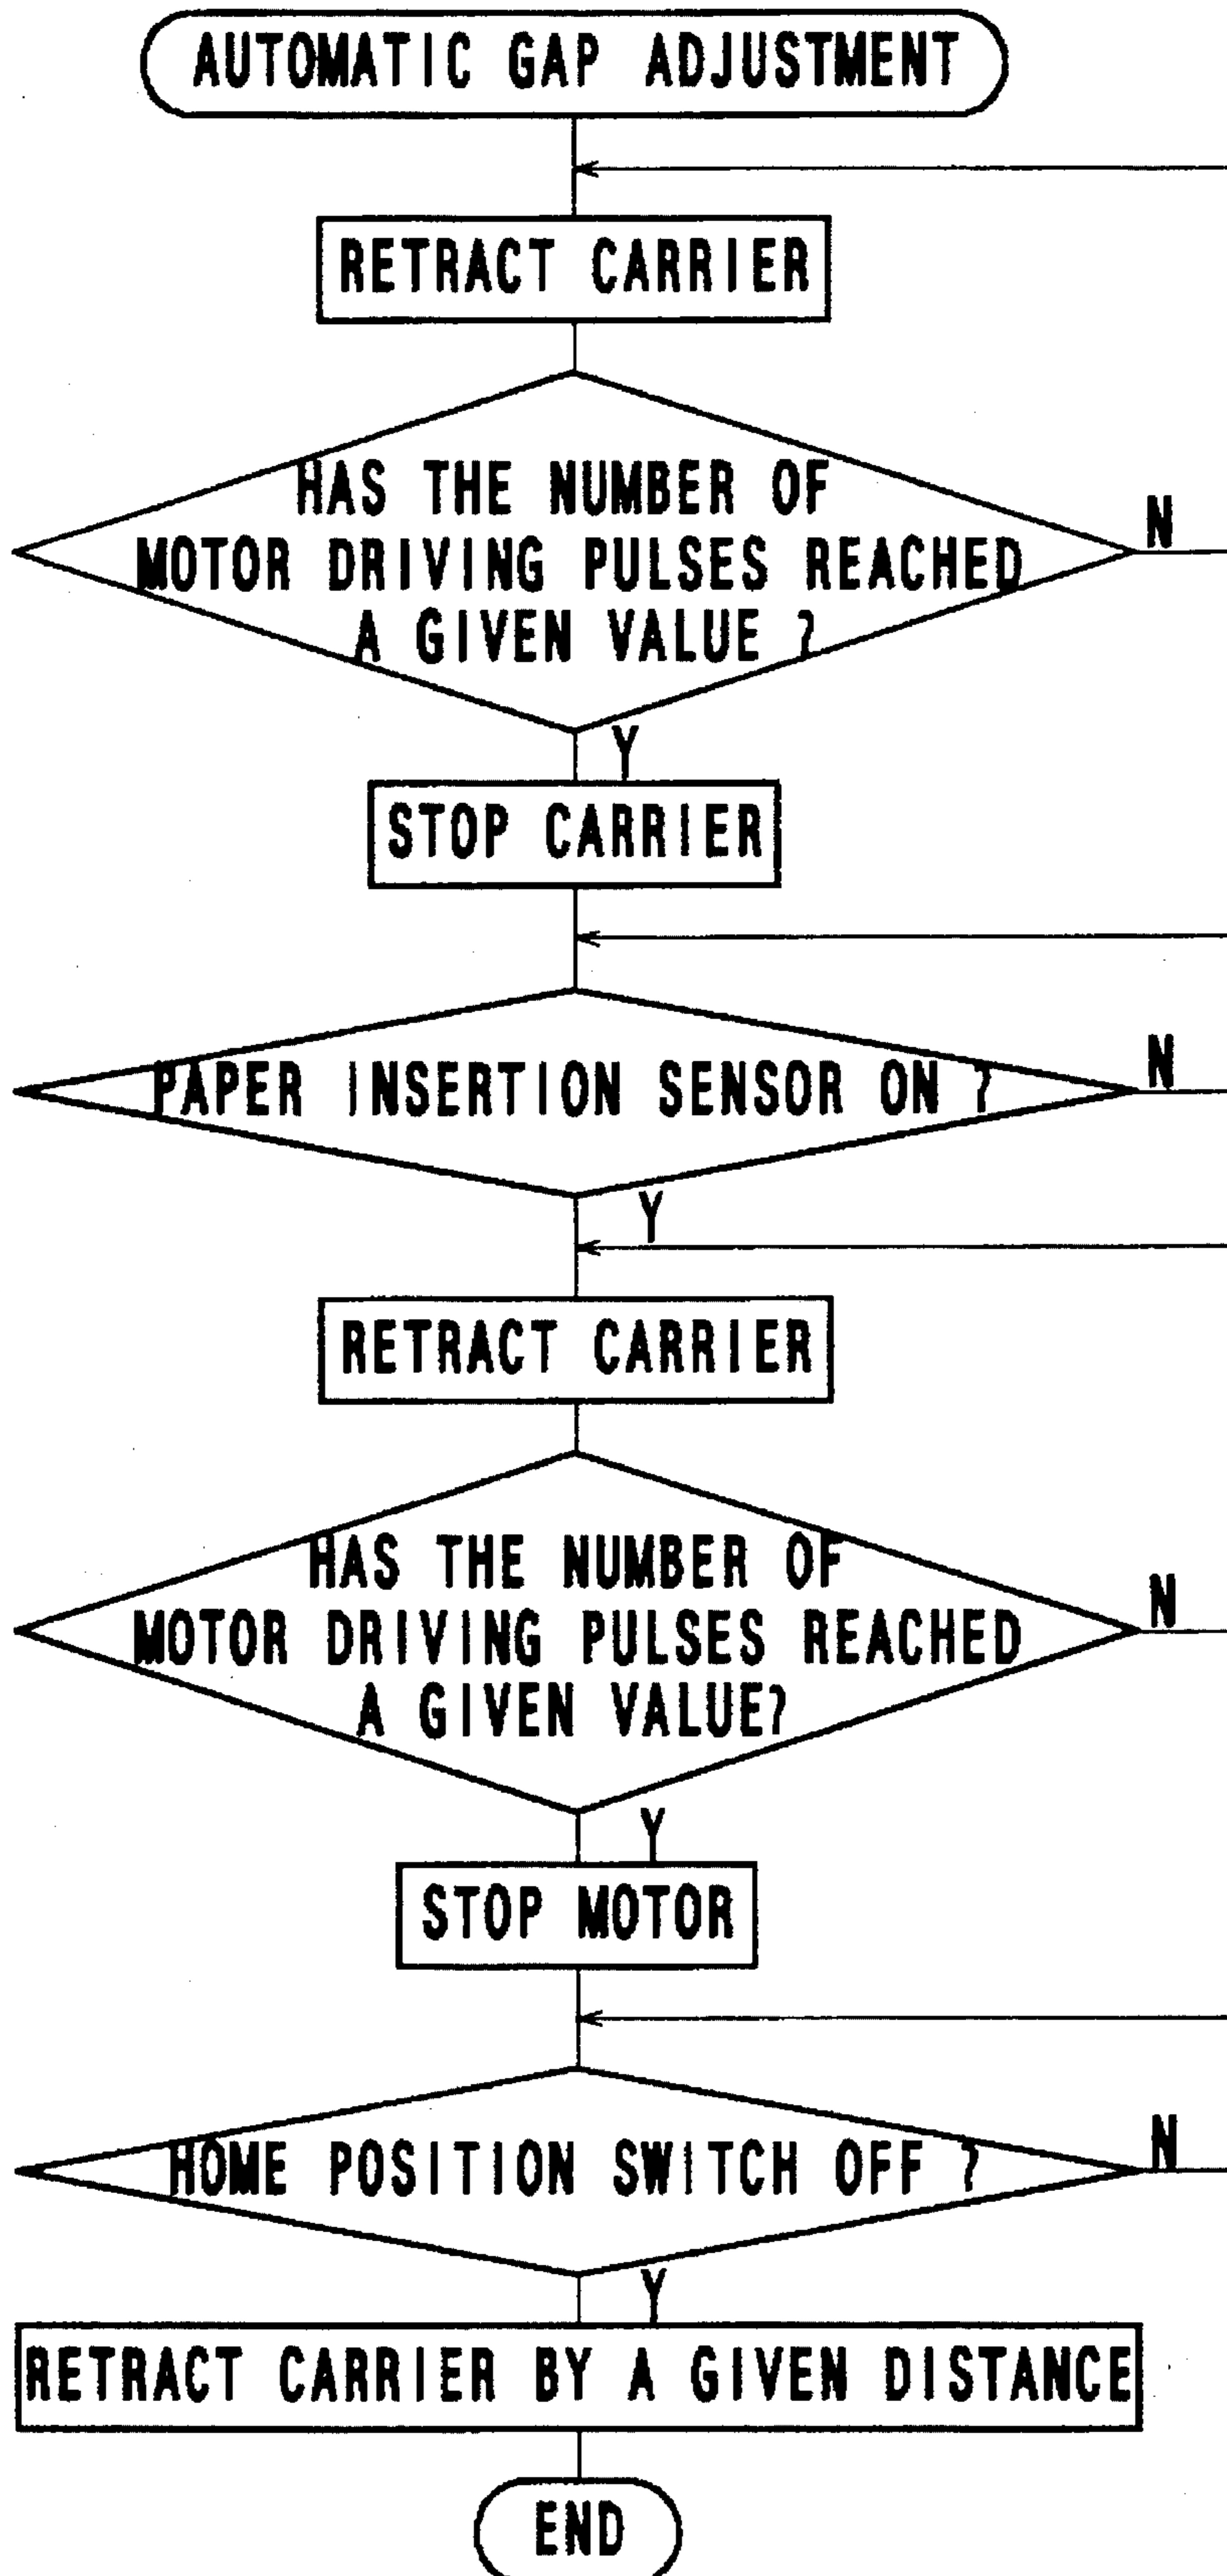 AUTOMATIC GAP ADJUSTMENT
RETRACT CARRIER
HAS THE NUMBER OF
MOTOR DRIVING PULSES REACHED
A GIVEN VALUE ?
N
Y
STOP CARRIER
PAPER INSERTION SENSOR ON ?
N
Y
RETRACT CARRIER
HAS THE NUMBER OF
MOTOR DRIVING PULSES REACHED
A GIVEN VALUE?
N
Y
STOP MOTOR
HOME POSITION SWITCH OFF ?
N
Y
RETRACT CARRIER BY A GIVEN DISTANCE
END